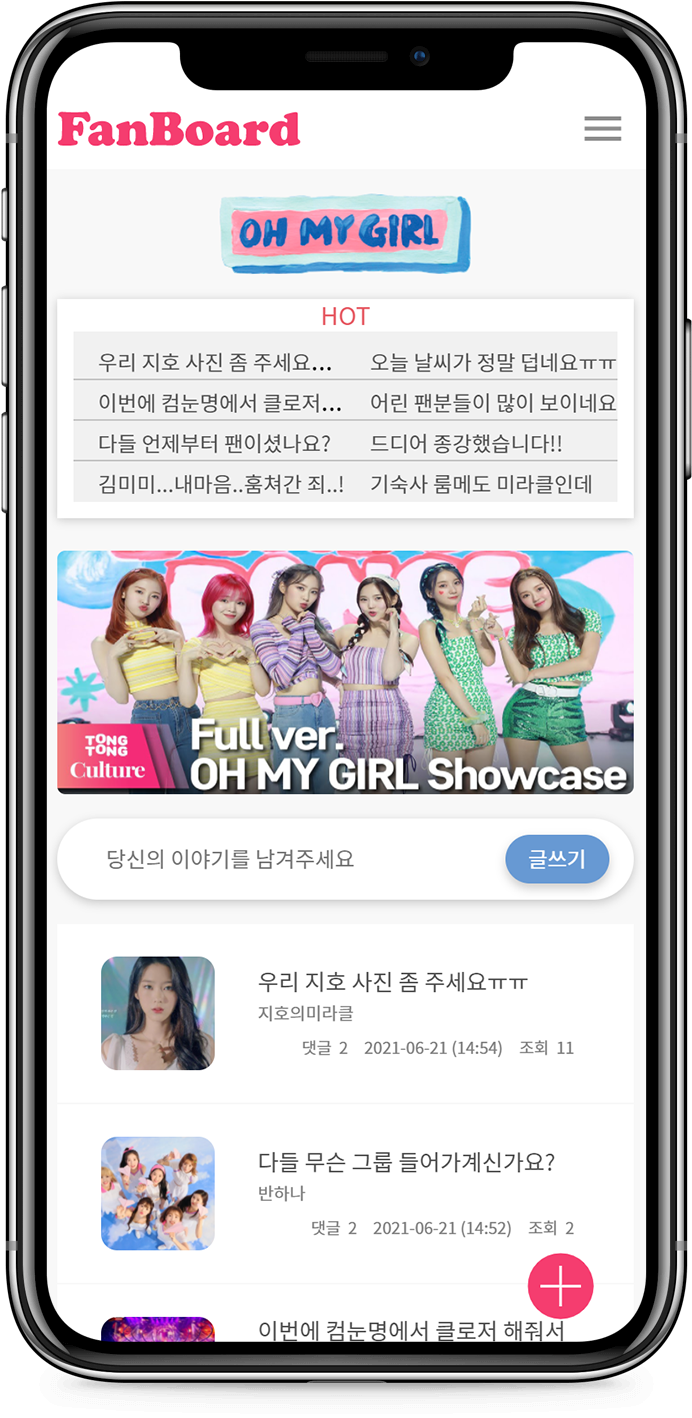 FanBoard
OH MY GIRL
HOT
우리 지호 사진 좀 주세요... 오늘 날씨가 정말 덥네요ㅠㅠ
이번에 컴눈명에서 클로저... 어린 팬분들이 많이 보이네요
다들 언제부터 팬이셨나요? 드디어 종강했습니다!!
김미미...내마음..훔쳐간 죄..! 기숙사 룸메도 미라클인데
DANCE
TONG
TONG
Culture
Full ver.
OH MY GIRL Showcase
당신의 이야기를 남겨주세요 글쓰기
우리 지호 사진 좀 주세요ㅠㅠ
지호의미라클
댓글 2 2021-06-21 (14:54) 조회 11
다들 무슨 그룹 들어가계신가요?
반하나
댓글 2 2021-06-21 (14:52) 조회 2
이번에 컴눈명에서 클로저 해줘서